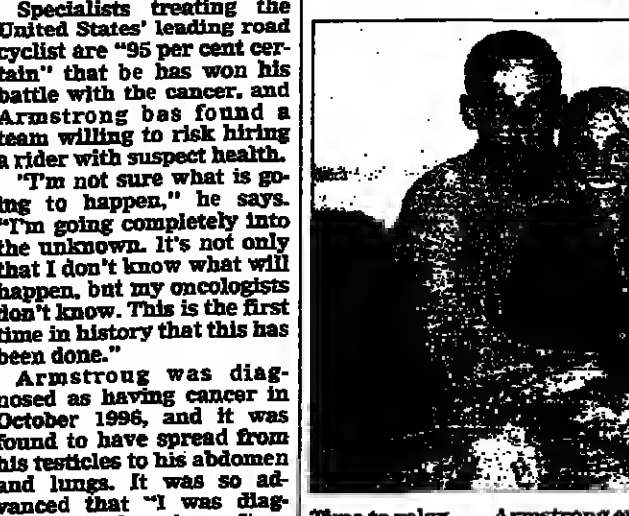 Specialists treating the
United States' leading road
cyclist are "95 per cent cer-
tain" that be has won his
battle with the cancer, and
Armstrong bas found a
team willing to risk hiring
a rider with suspect health.
"I'm not sure what is go-
ing to happen," he says.
"I'm going completely into
the unknown. It's not only
that I don't know what will
happen, but my oncologists
don't know. This is the first
time in history that this has
been done."
Armstrong was diag-
nosed as having cancer in
October 1996, and it was
found to have spread from
his testicles to his abdomen
and lungs. It was so ad-
vanced that "I was diag-
Time to relax Armstrong